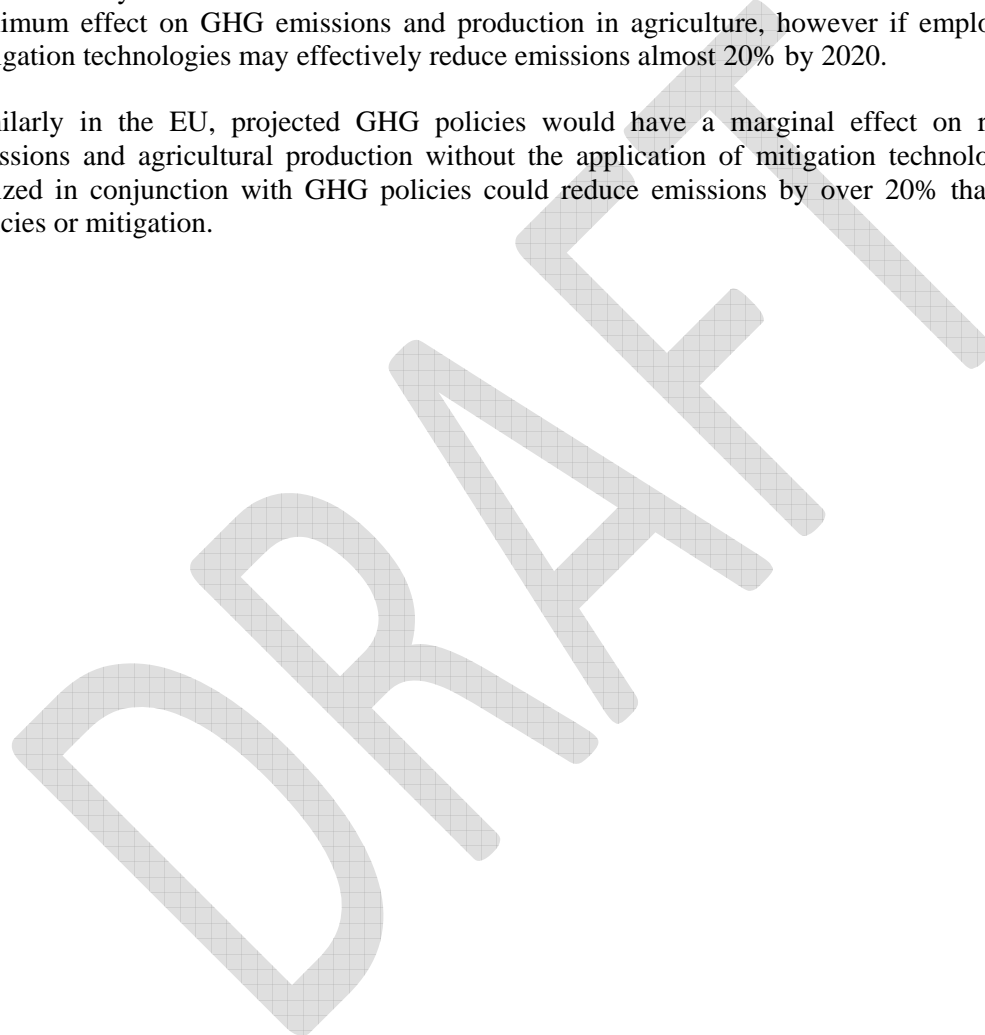 nimum effect on GHG emissions and production in agriculture, however if emplo
igation technologies may effectively reduce emissions almost 20% by 2020.
nilarly in the EU, projected GHG policies would have a marginal effect on r
ssions and agricultural production without the application of mitigation technolo
ized in conjunction with GHG policies could reduce emissions by over 20% tha
cies or mitigation.
DRAFT